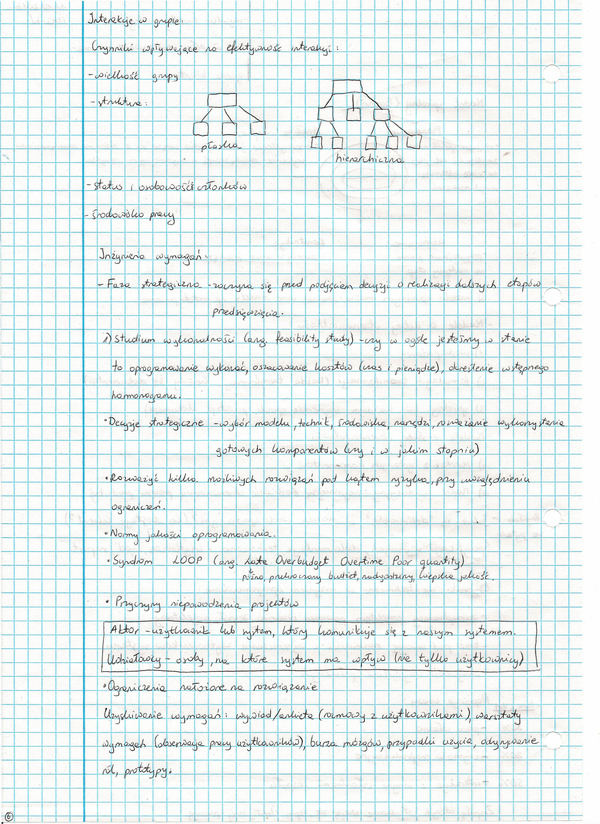 Interakcje w grupie.
Czynniki wpływające na efektywność interakcji:
- wielkość grupy
- struktura:
płaska
hierarchiczna
- status i osobowość członków
- środowisko pracy
Inżynieria wymagań.
- Faza strategiczna - zaczyna się przed podjęciem decyzji o realizacji dalszych etapów
przedsięwzięcia.
1) Studium wykonalności (ang. feasibility study) - czy w ogóle jesteśmy w stanie
to oprogramowanie wykonać, oszacowanie kosztów (czas i pieniądze), określenie wstępnego
harmonogramu.
• Decyzje strategiczne - wybór modelu, technik, środowiska, narzędzi, rozważanie wykorzystania
gotowych komponentów (czy i w jakim stopniu)
• Rozważyć kilka możliwych rozwiązań pod kątem ryzyka, przy uwzględnieniu
ograniczeń.
• Normy jakości oprogramowania.
• Syndrom LOOP (ang. Late Overbudget Overtime Poor quantity)
późno, przekroczony budżet, nadgodziny, kiepska jakość.
• Przyczyny niepowodzenia projektów
Aktor - użytkownik lub system, który komunikuje się z naszym systemem.
Udziałowcy - osoby, na które system ma wpływ (nie tylko użytkownicy)
• Ograniczenia nałożone na rozwiązanie
Uzyskiwanie wymagań: wywiad/ankieta (rozmowy z użytkownikami), warsztaty
wymagań (obserwacja pracy użytkowników), burza mózgów, przypadki użycia, odgrywanie
ról, prototypy.
6